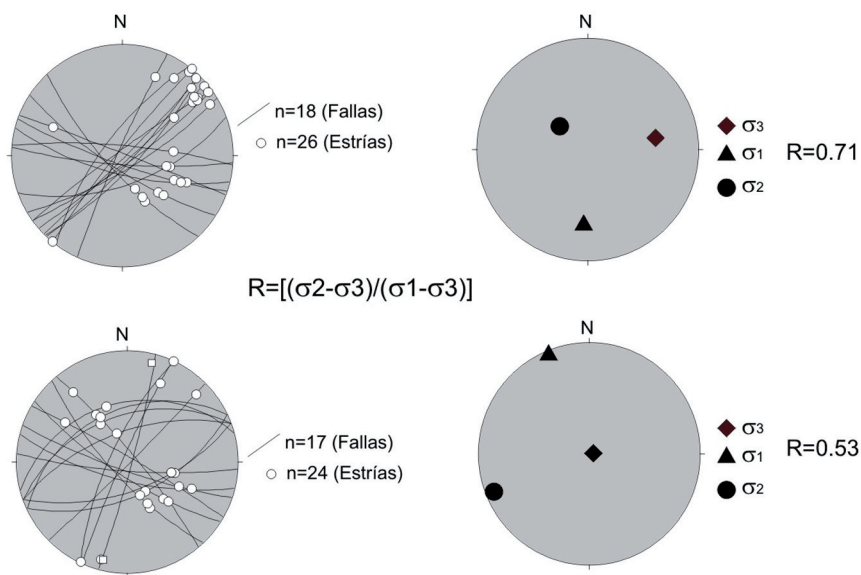 N
n=18 (Fallas)
n=26 (Estrías)
N
σ3
σ1
σ2
R=0.71
R=[(σ2-σ3)/(σ1-σ3)]
N
n=17 (Fallas)
n=24 (Estrías)
N
σ3
σ1
σ2
R=0.53